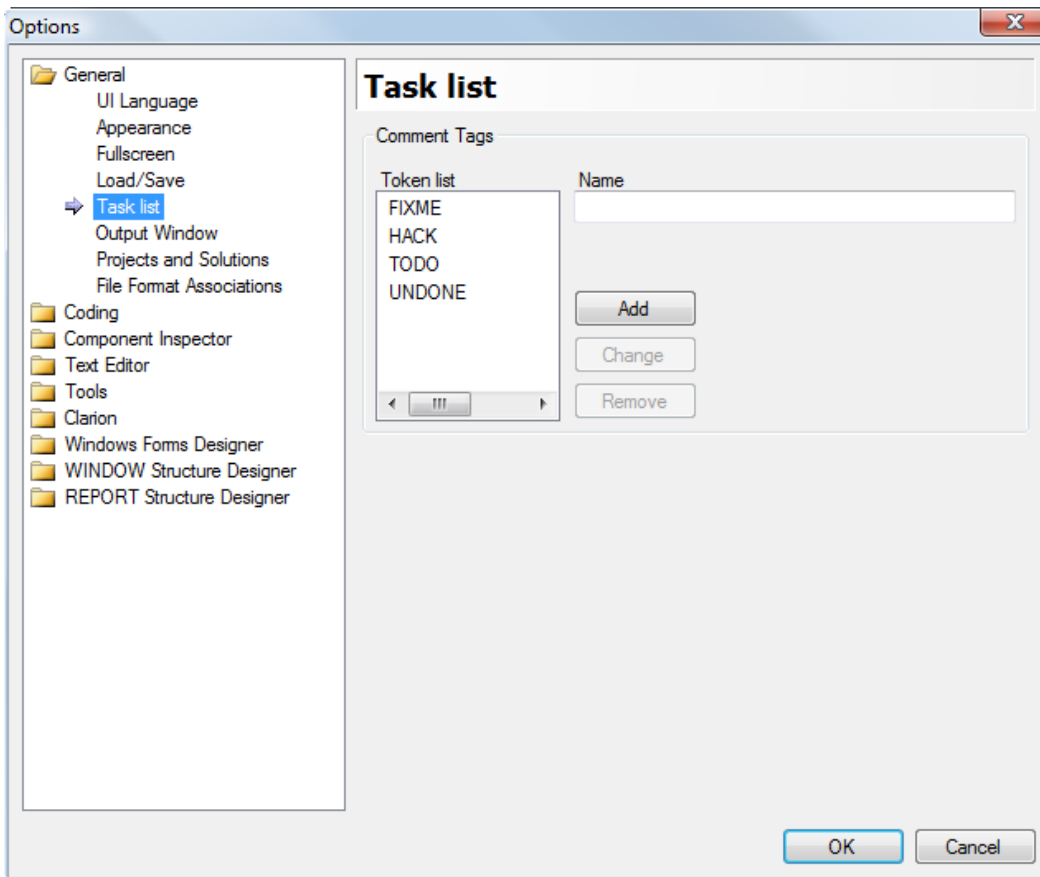 Options
General
UI Language
Appearance
Fullscreen
Load/Save
Task list
Output Window
Projects and Solutions
File Format Associations
Coding
Component Inspector
Text Editor
Tools
Clarion
Windows Forms Designer
WINDOW Structure Designer
REPORT Structure Designer
Task list
Comment Tags
Token list
FIXME
HACK
TODO
UNDONE
Name
Add
Change
Remove
OK
Cancel